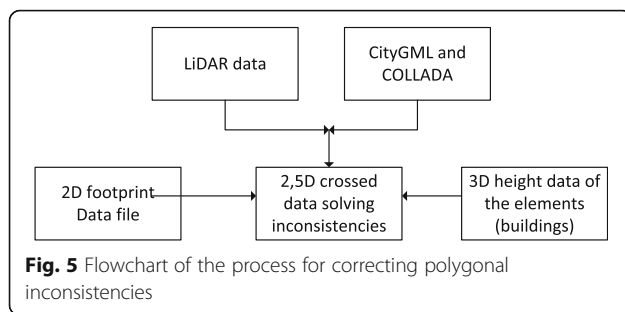 LiDAR data
CityGML and
COLLADA
2D footprint
Data file
2,5D crossed
data solving
inconsistencies
3D height data of
the elements
(buildings)
Fig. 5 Flowchart of the process for correcting polygonal
inconsistencies